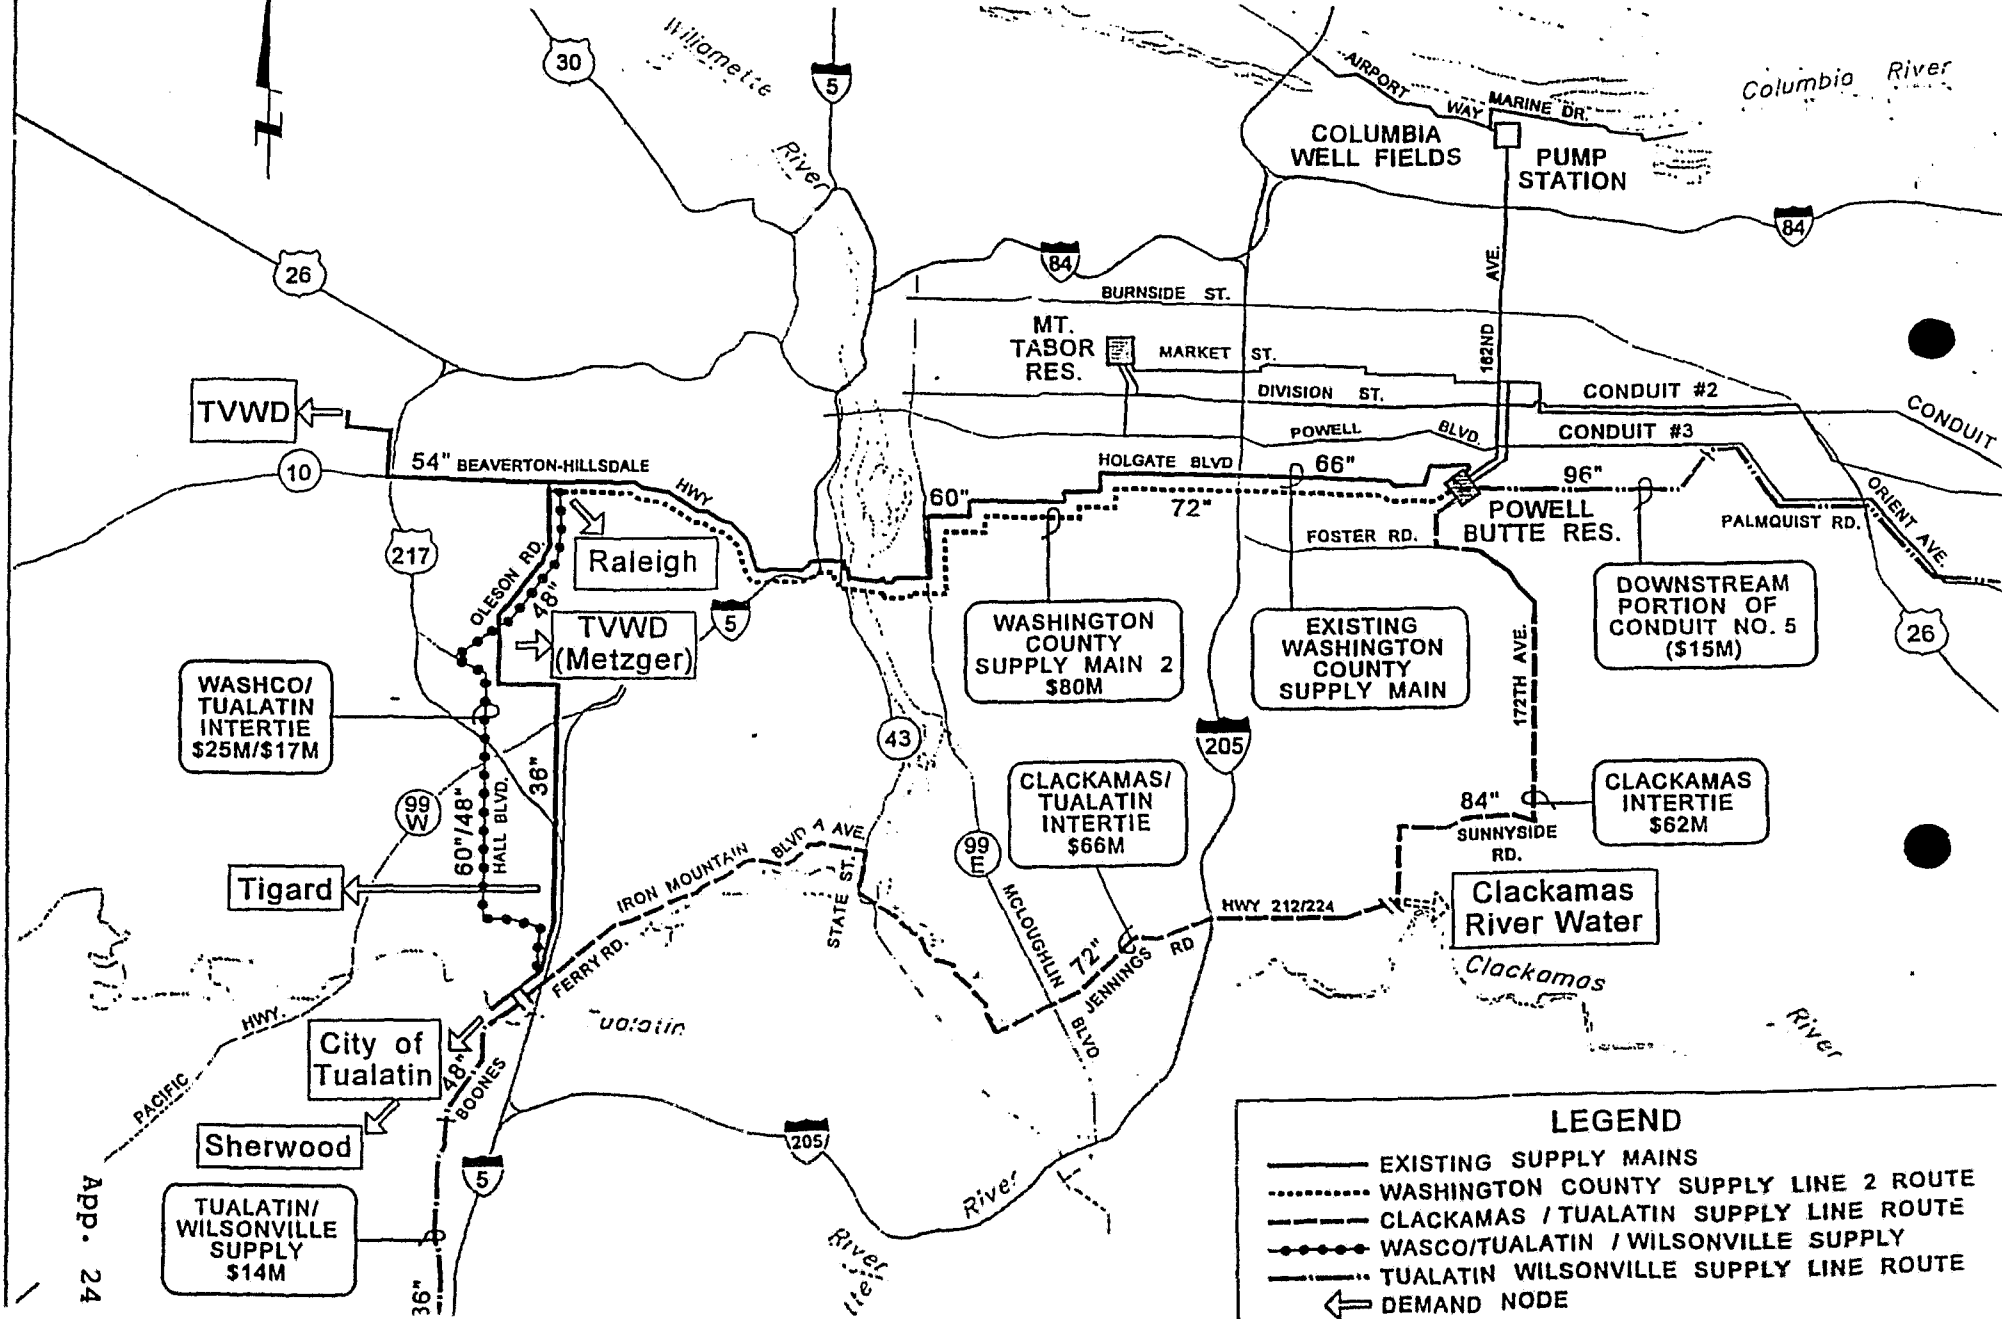 30
Willamette
River
5
AIRPORT
WAY
MARINE DR.
Columbia River
COLUMBIA
WELL FIELDS
PUMP
STATION
84
84
26
AVE.
162ND
BURNSIDE ST.
MT.
TABOR
RES.
MARKET ST.
DIVISION ST.
CONDUIT #2
CONDUIT
POWELL BLVD.
CONDUIT #3
TVWD
10
54" BEAVERTON-HILLSDALE
HWY
HOLGATE BLVD
66"
60"
72"
96"
POWELL
BUTTE RES.
FOSTER RD.
PALMQUIST RD.
ORIENT AVE.
217
OLESON RD.
48"
Raleigh
TVWD
(Metzger)
5
WASHINGTON
COUNTY
SUPPLY MAIN 2
$80M
EXISTING
WASHINGTON
COUNTY
SUPPLY MAIN
DOWNSTREAM
PORTION OF
CONDUIT NO. 5
($15M)
26
172TH AVE.
WASHCO/
TUALATIN
INTERTIE
$25M/$17M
43
205
36"
99
W
60"/48"
HALL BLVD.
CLACKAMAS/
TUALATIN
INTERTIE
$66M
CLACKAMAS
INTERTIE
$62M
84"
SUNNYSIDE
RD.
99
E
Tigard
IRON MOUNTAIN BLVD A AVE.
STATE ST.
MCLOUGHLIN
BLVD.
72"
JENNINGS RD
HWY 212/224
Clackamas
River Water
Clackamas
River
FERRY RD.
Tualatin
PACIFIC HWY.
City of
Tualatin
48"
BOONES
Sherwood
5
205
River
River
TUALATIN/
WILSONVILLE
SUPPLY
$14M
36"
App. 24
LEGEND
EXISTING SUPPLY MAINS
WASHINGTON COUNTY SUPPLY LINE 2 ROUTE
CLACKAMAS / TUALATIN SUPPLY LINE ROUTE
WASCO/TUALATIN / WILSONVILLE SUPPLY
TUALATIN WILSONVILLE SUPPLY LINE ROUTE
DEMAND NODE